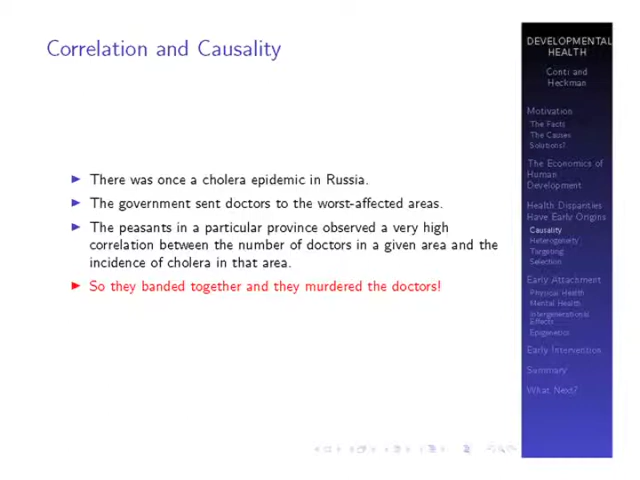 Correlation and Causality
There was once a cholera epidemic in Russia.
The government sent doctors to the worst-affected areas.
The peasants in a particular province observed a very high
correlation between the number of doctors in a given area and the
incidence of cholera in that area.
So they banded together and they murdered the doctors!
DEVELOPMENTAL
HEALTH
Conti and
Heckman
Motivation
The Facts
The Causes
Solutions?
The Economics of
Human
Development
Health Disparities
Have Early Origins
Causality
Heterogeneity
Targeting
Selection
Early Attachment
Physical Health
Mental Health
Intergenerational
Effects
Epigenetics
Early Intervention
Summary
What Next?